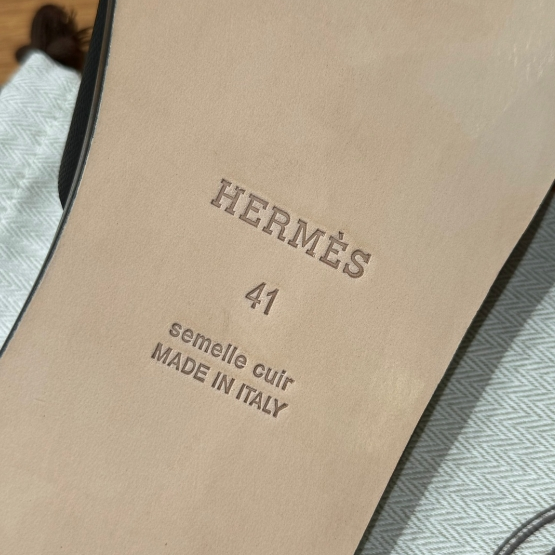 HERMÈS
41
semelle cuir
MADE IN ITALY